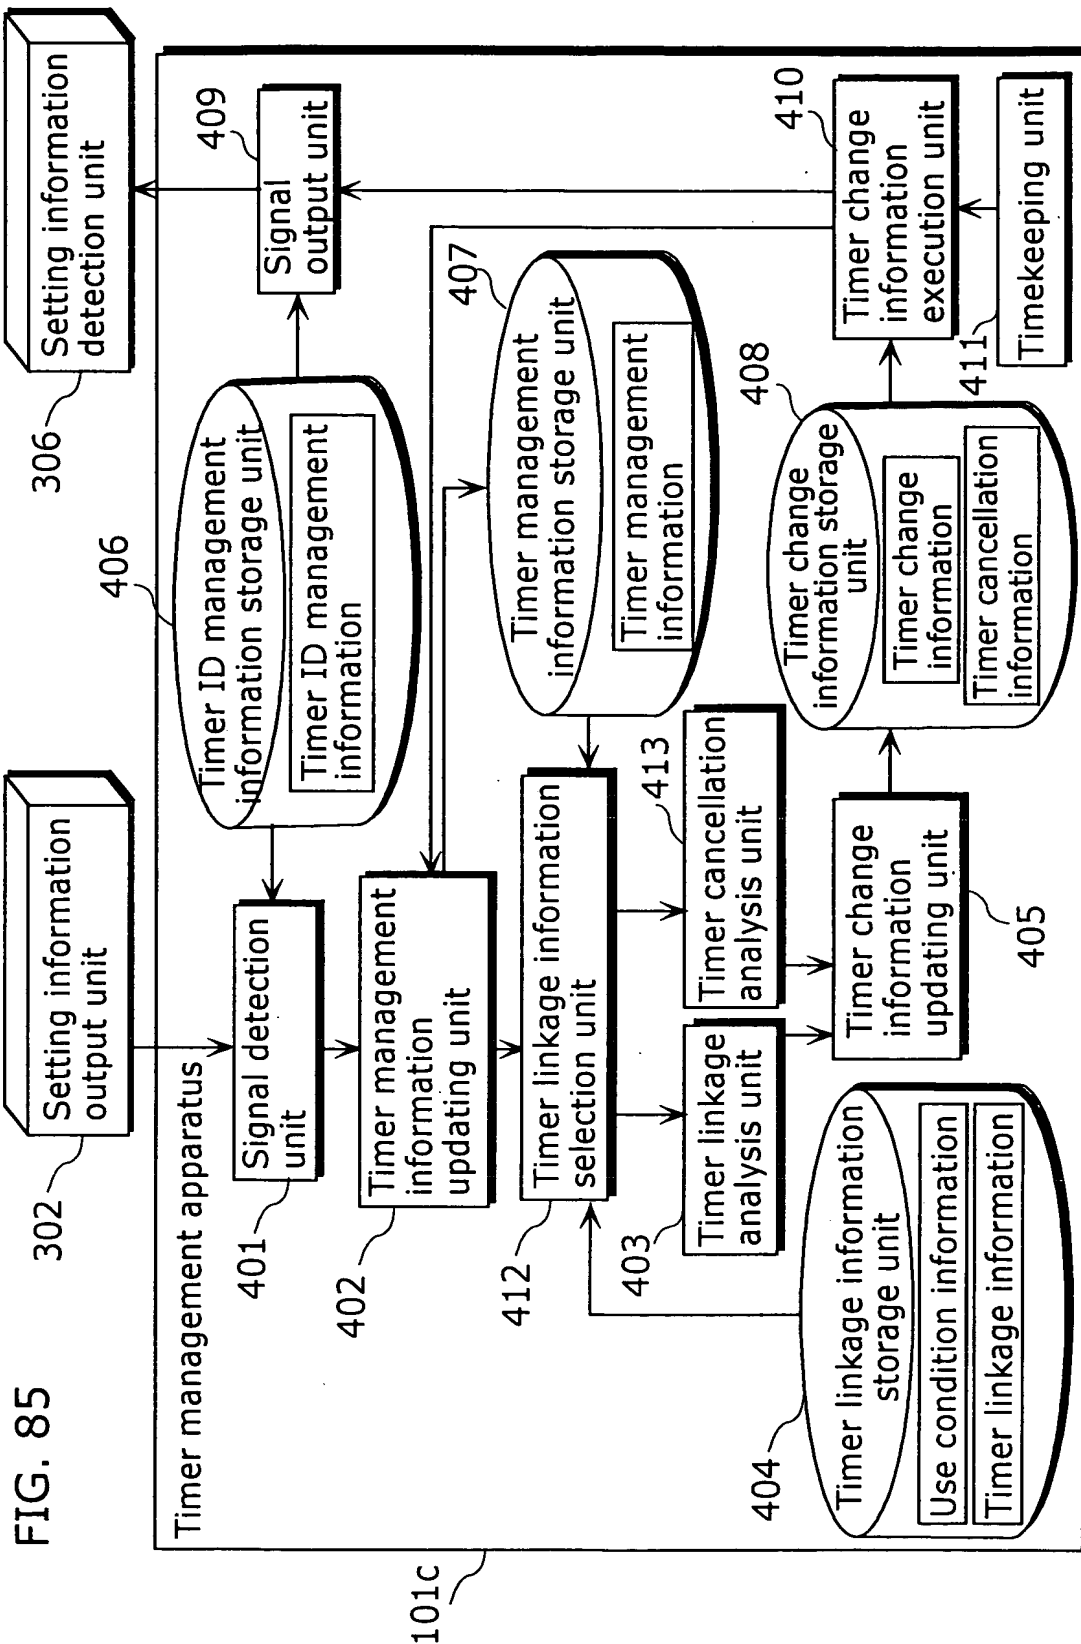 FIG. 85
302
Setting information
output unit
306
Setting information
detection unit
101c
Timer management apparatus
401
Signal detection
unit
406
Timer ID management
information storage unit
Timer ID management
information
409
Signal
output unit
402
Timer management
information
updating unit
407
Timer management
information storage unit
Timer management
information
412
Timer linkage information
selection unit
403
Timer linkage
analysis unit
413
Timer cancellation
analysis unit
404
Timer linkage information
storage unit
Use condition information
Timer linkage information
405
Timer change
information
updating unit
408
Timer change
information storage
unit
Timer change
information
Timer cancellation
information
410
Timer change
information
execution unit
411
Timekeeping unit